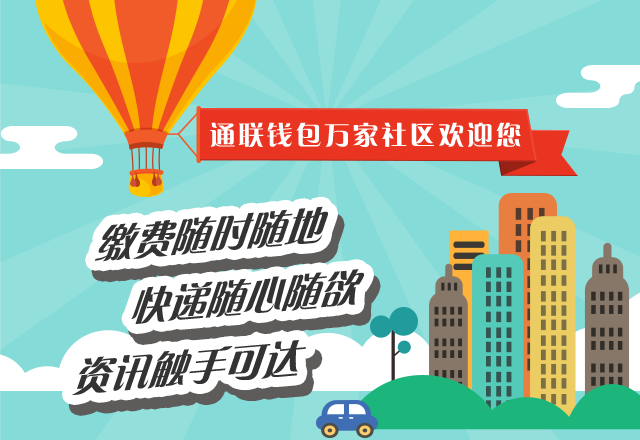 通联钱包万家社区欢迎您
缴费随时随地
快递随心随欲
资讯触手可达